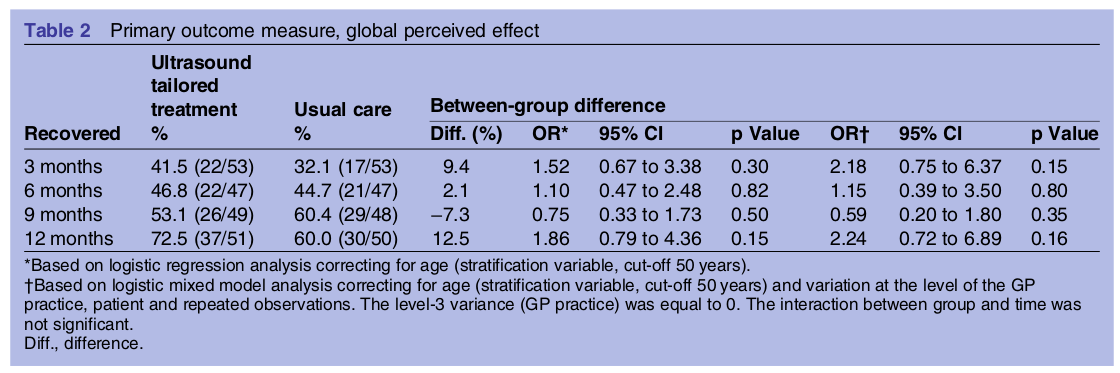 Table 2 Primary outcome measure, global perceived effect
Recovered Ultrasound tailored treatment % Usual care % Between-group difference
Diff. (%) OR* 95% CI p Value OR† 95% CI p Value
3 months 41.5 (22/53) 32.1 (17/53) 9.4 1.52 0.67 to 3.38 0.30 2.18 0.75 to 6.37 0.15
6 months 46.8 (22/47) 44.7 (21/47) 2.1 1.10 0.47 to 2.48 0.82 1.15 0.39 to 3.50 0.80
9 months 53.1 (26/49) 60.4 (29/48) −7.3 0.75 0.33 to 1.73 0.50 0.59 0.20 to 1.80 0.35
12 months 72.5 (37/51) 60.0 (30/50) 12.5 1.86 0.79 to 4.36 0.15 2.24 0.72 to 6.89 0.16
*Based on logistic regression analysis correcting for age (stratification variable, cut-off 50 years).
†Based on logistic mixed model analysis correcting for age (stratification variable, cut-off 50 years) and variation at the level of the GP
practice, patient and repeated observations. The level-3 variance (GP practice) was equal to 0. The interaction between group and time was
not significant.
Diff., difference.